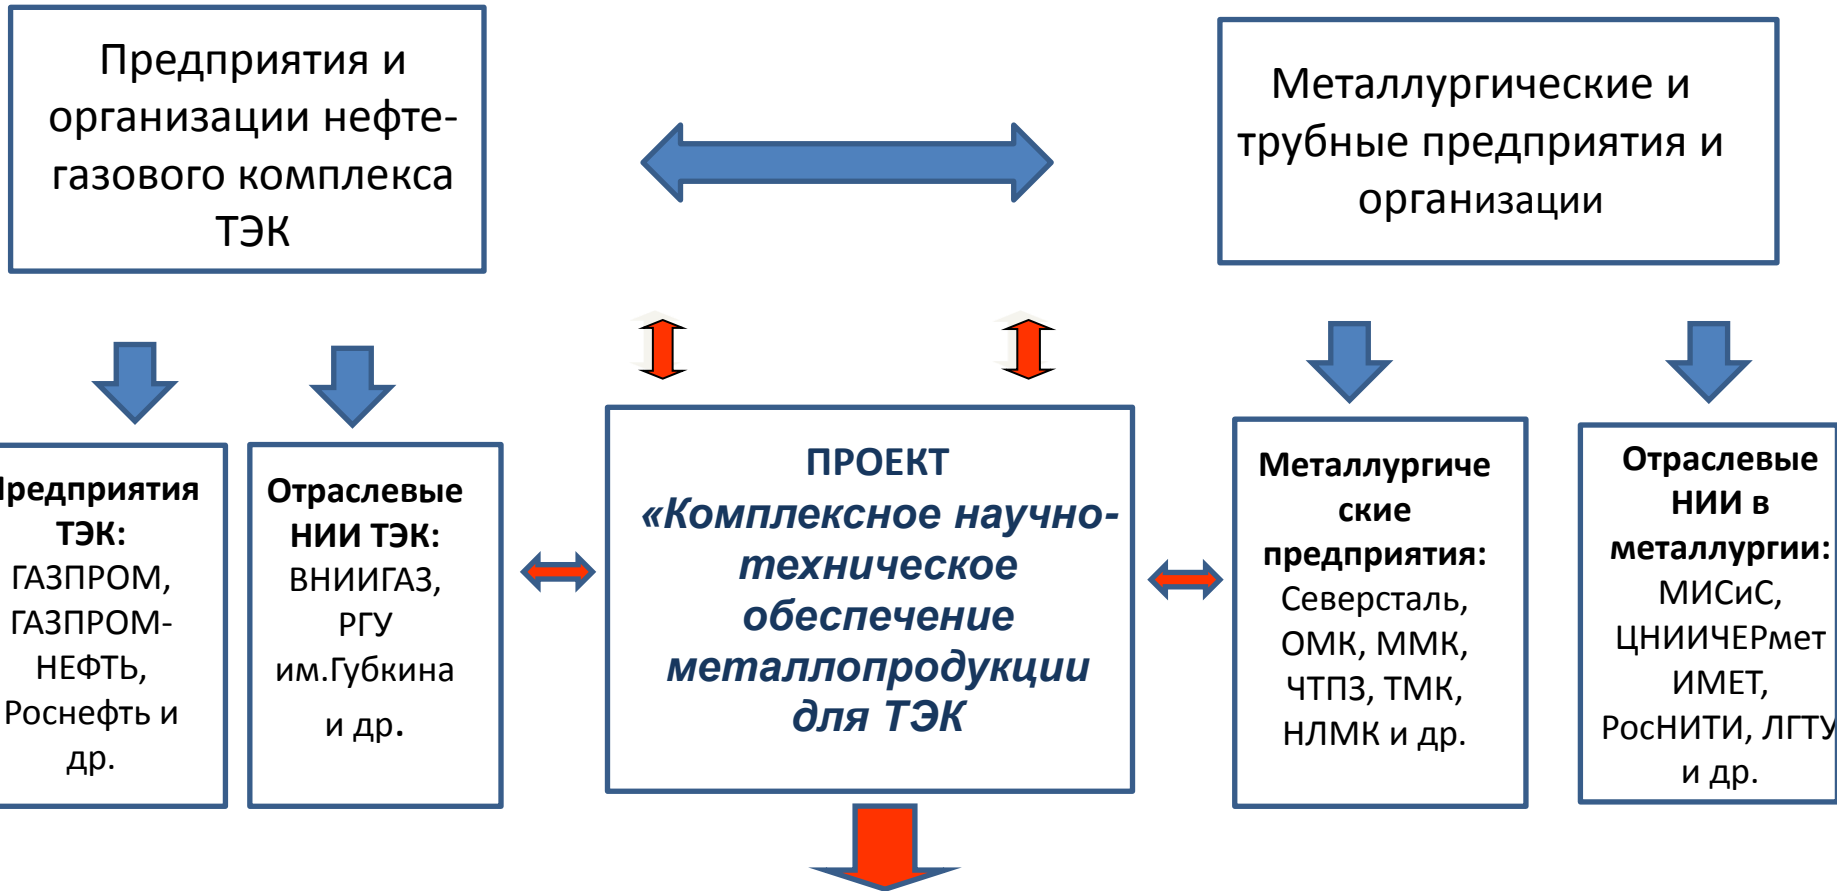 Предприятия и
организации нефте-
газового комплекса
ТЭК
Металлургические и
трубные предприятия и
организации
Предприятия
ТЭК:
ГАЗПРОМ,
ГАЗПРОМ-
НЕФТЬ,
Роснефть и
др.
Отраслевые
НИИ ТЭК:
ВНИИГАЗ,
РГУ
им.Губкина
и др.
ПРОЕКТ
«Комплексное научно-
техническое
обеспечение
металлопродукции
для ТЭК
Металлургиче
ские
предприятия:
Северсталь,
ОМК, ММК,
ЧТПЗ, ТМК,
НЛМК и др.
Отраслевые
НИИ в
металлургии:
МИСиС,
ЦНИИЧЕРмет
ИМЕТ,
РосНИТИ, ЛГТУ
и др.